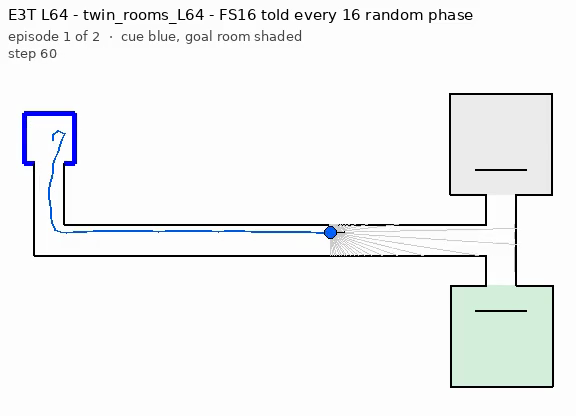 E3T L64 - twin_rooms_L64 - FS16 told every 16 random phase
episode 1 of 2  ·  cue blue, goal room shaded
step 60